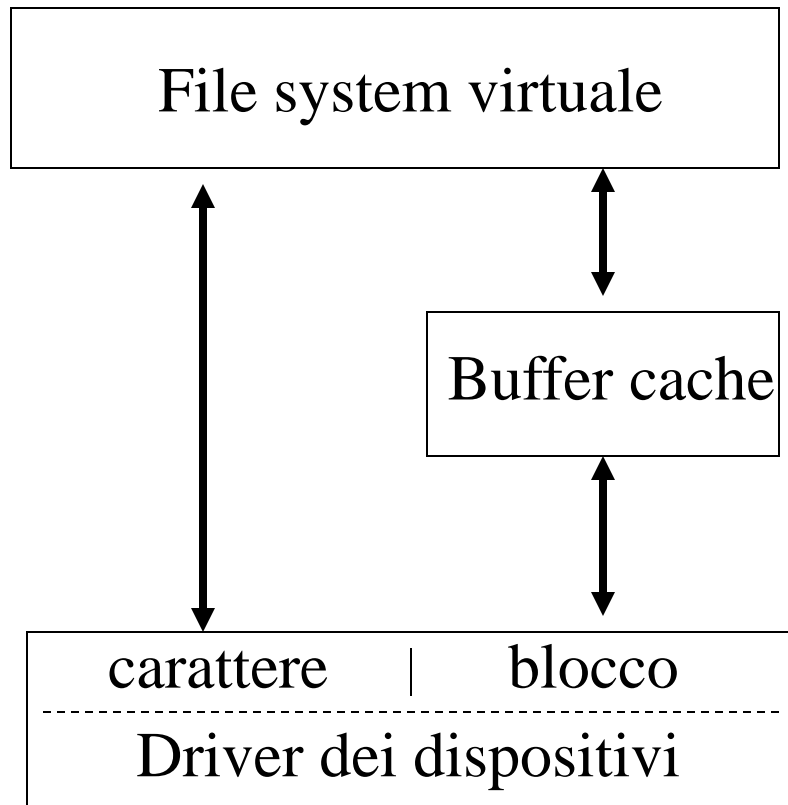 File system virtuale
Buffer cache
carattere blocco
Driver dei dispositivi